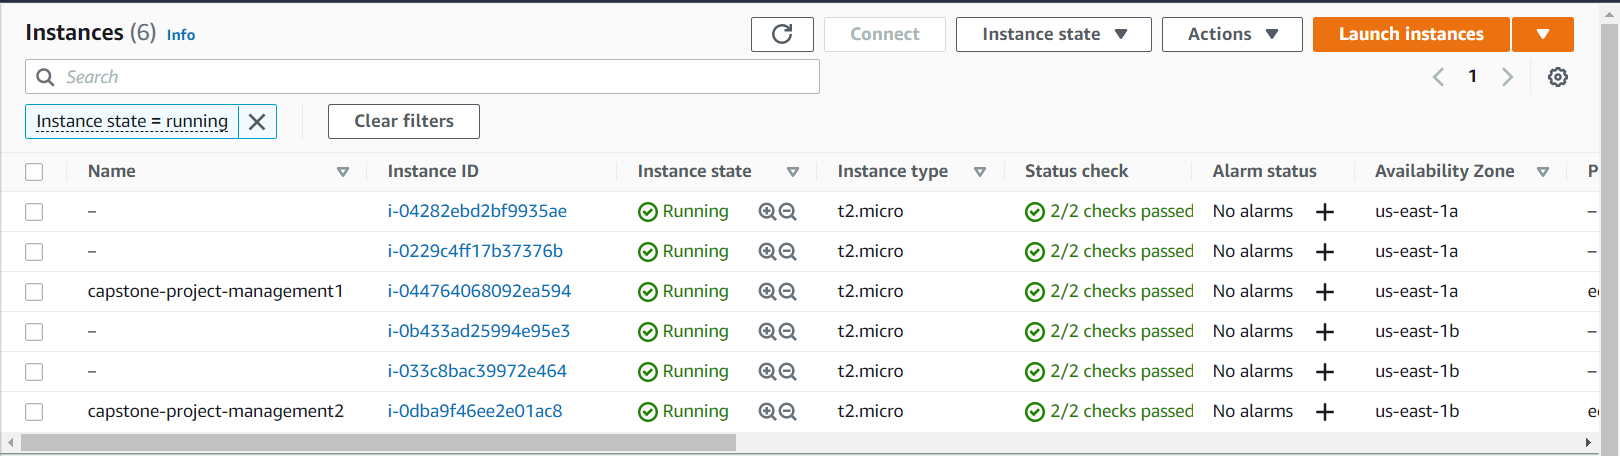 Instances (6) Info
Connect Instance state Actions Launch instances
Search
1
Instance state = running Clear filters
Name Instance ID Instance state Instance type Status check Alarm status Availability Zone P
– i-04282ebd2bf9935ae Running t2.micro 2/2 checks passed No alarms + us-east-1a –
– i-0229c4ff17b37376b Running t2.micro 2/2 checks passed No alarms + us-east-1a –
capstone-project-management1 i-044764068092ea594 Running t2.micro 2/2 checks passed No alarms + us-east-1a e
– i-0b433ad25994e95e3 Running t2.micro 2/2 checks passed No alarms + us-east-1b –
– i-033c8bac39972e464 Running t2.micro 2/2 checks passed No alarms + us-east-1b –
capstone-project-management2 i-0dba9f46ee2e01ac8 Running t2.micro 2/2 checks passed No alarms + us-east-1b e